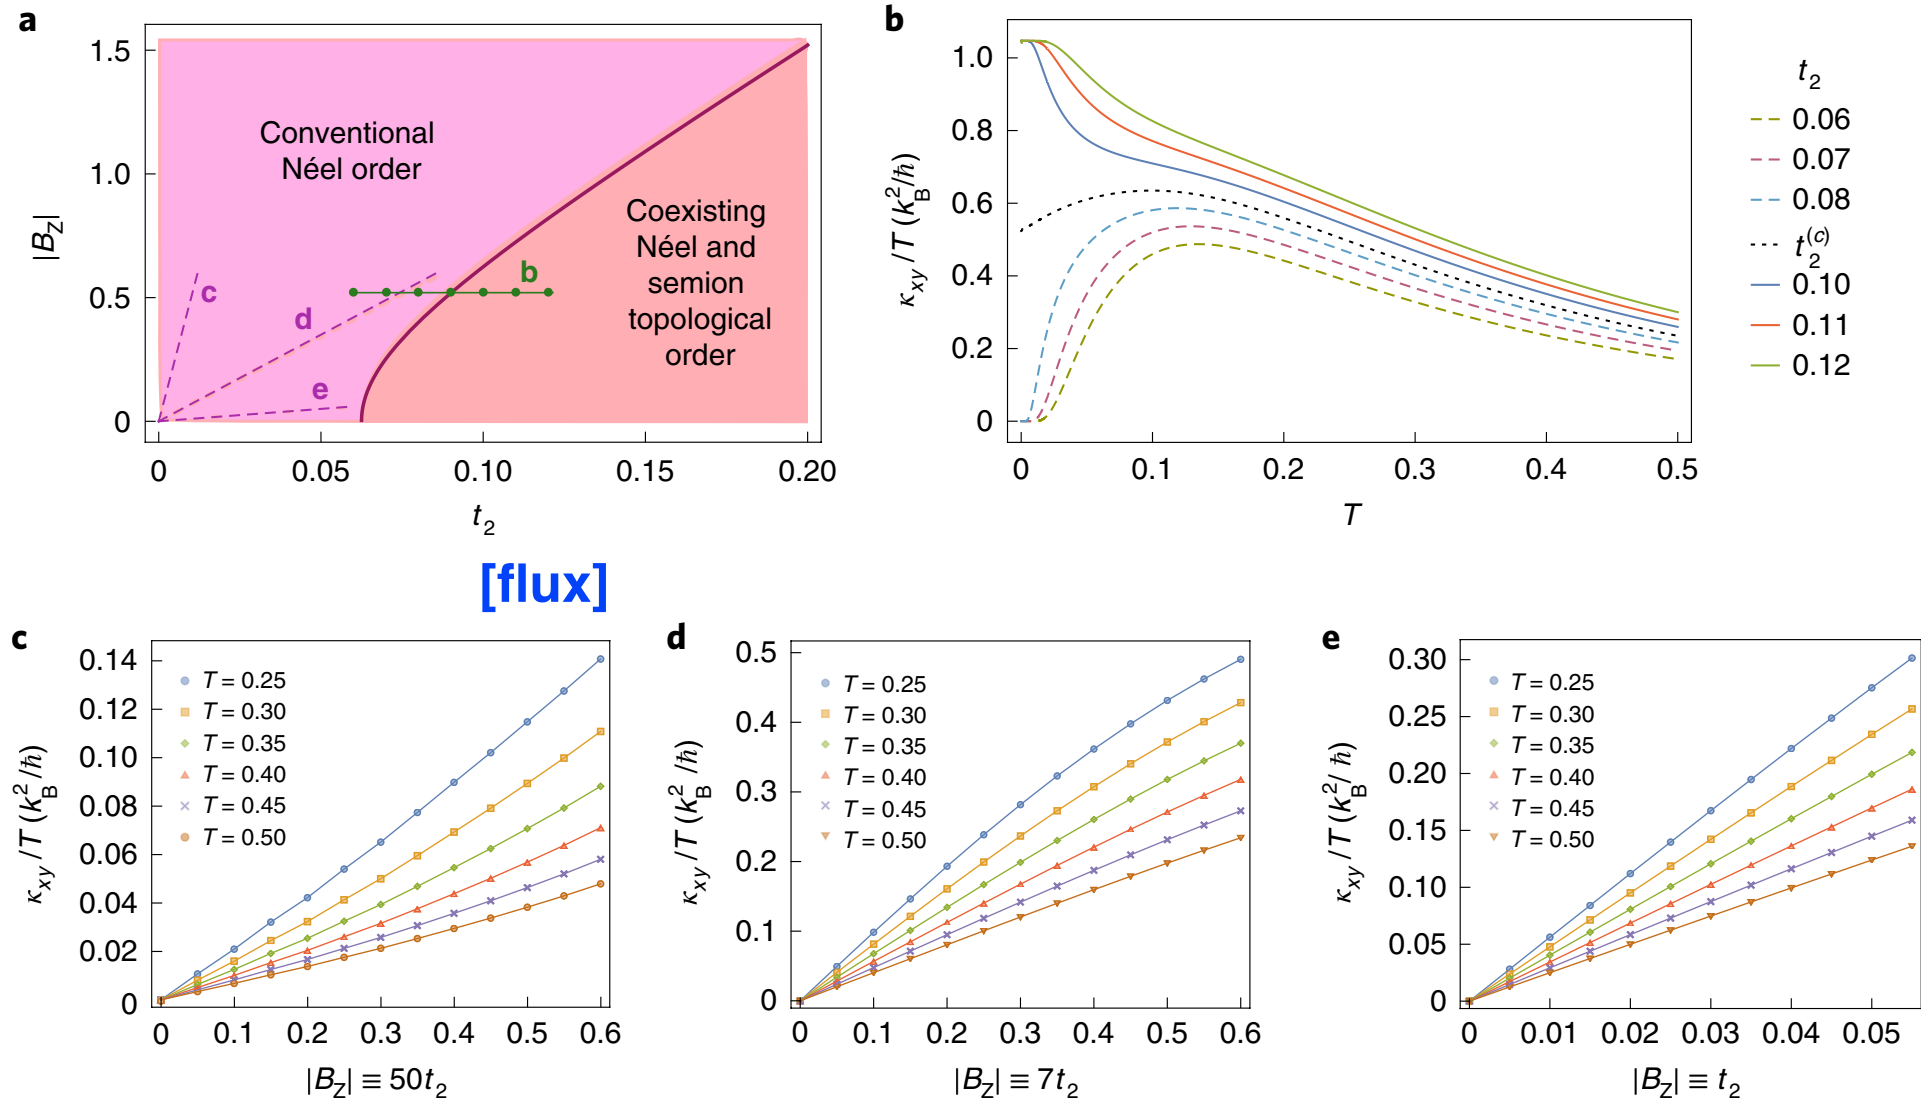 a
1.5
1.0
0.5
0
|B_Z|
Conventional
Néel order
Coexisting
Néel and
semion
topological
order
b
c
d
e
0
0.05
0.10
0.15
0.20
t_2
b
1.0
0.8
0.6
0.4
0.2
0
κ_xy/T (k_B^2/ħ)
0
0.1
0.2
0.3
0.4
0.5
T
t_2
0.06
0.07
0.08
t_2^(c)
0.10
0.11
0.12
[flux]
c
0.14
0.12
0.10
0.08
0.06
0.04
0.02
0
κ_xy/T (k_B^2/ħ)
T = 0.25
T = 0.30
T = 0.35
T = 0.40
T = 0.45
T = 0.50
0
0.1
0.2
0.3
0.4
0.5
0.6
|B_Z| ≡ 50t_2
d
0.5
0.4
0.3
0.2
0.1
0
κ_xy/T (k_B^2/ħ)
T = 0.25
T = 0.30
T = 0.35
T = 0.40
T = 0.45
T = 0.50
0
0.1
0.2
0.3
0.4
0.5
0.6
|B_Z| ≡ 7t_2
e
0.30
0.25
0.20
0.15
0.10
0.05
0
κ_xy/T (k_B^2/ħ)
T = 0.25
T = 0.30
T = 0.35
T = 0.40
T = 0.45
T = 0.50
0
0.01
0.02
0.03
0.04
0.05
|B_Z| ≡ t_2